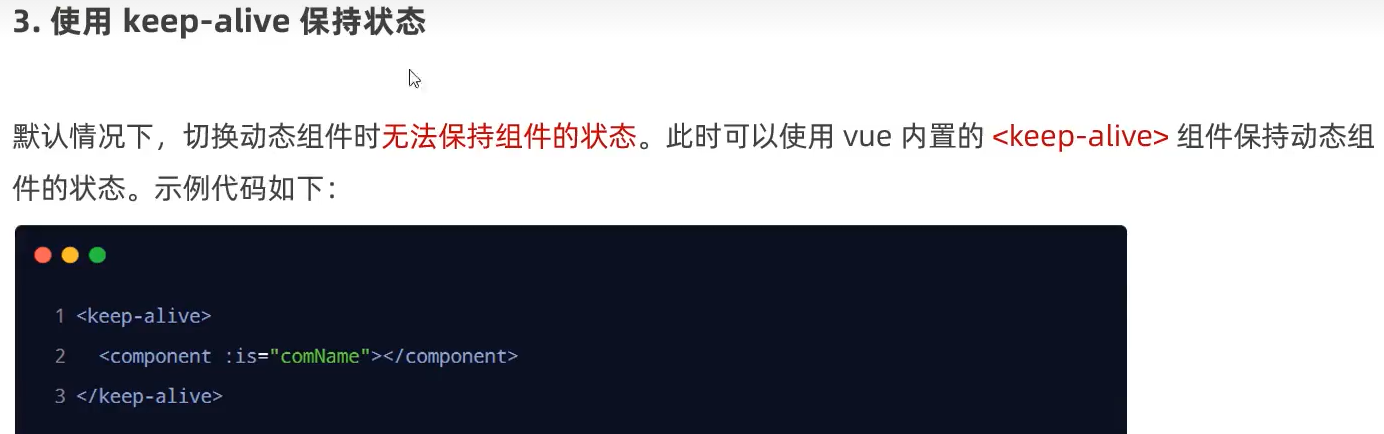 3. 使用 keep-alive 保持状态
默认情况下，切换动态组件时无法保持组件的状态。此时可以使用 vue 内置的 <keep-alive> 组件保持动态组
件的状态。示例代码如下：
1 <keep-alive>
2   <component :is="comName"></component>
3 </keep-alive>